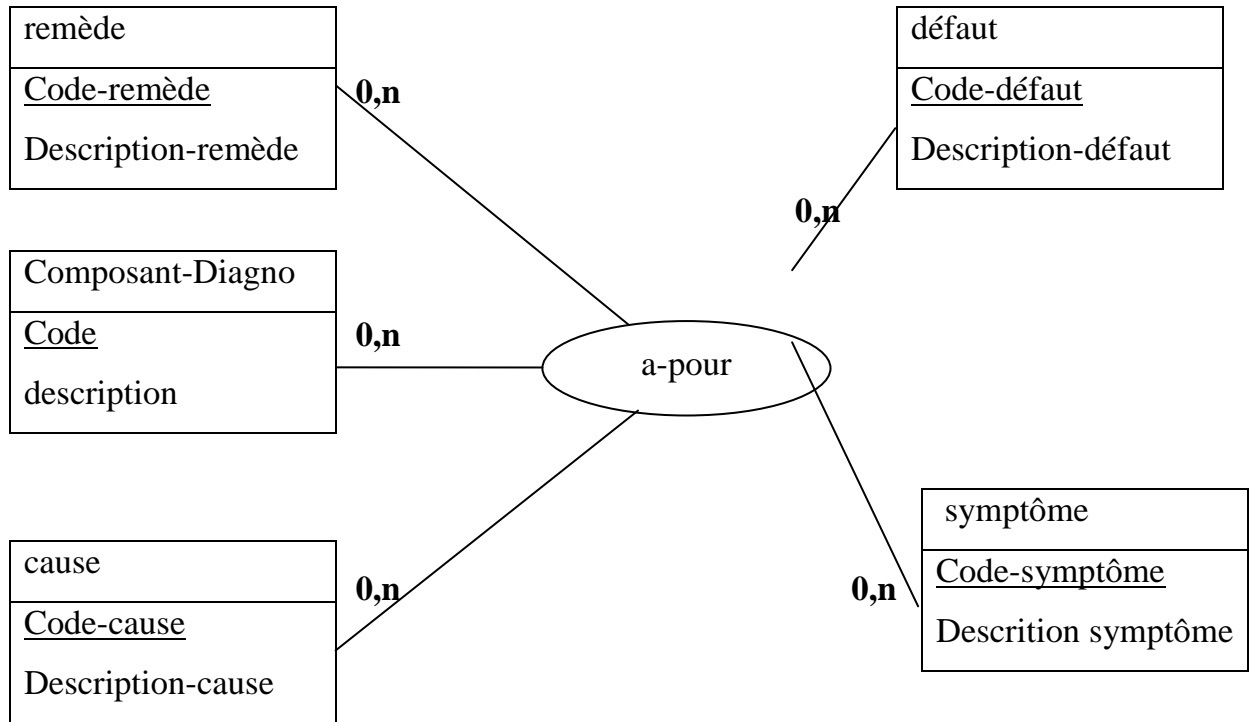 remède
Code-remède
Description-remède
0,n
défaut
Code-défaut
Description-défaut
0,n
Composant-Diagno
Code
description
0,n
a-pour
cause
Code-cause
Description-cause
0,n
symptôme
Code-symptôme
Descrition symptôme
0,n